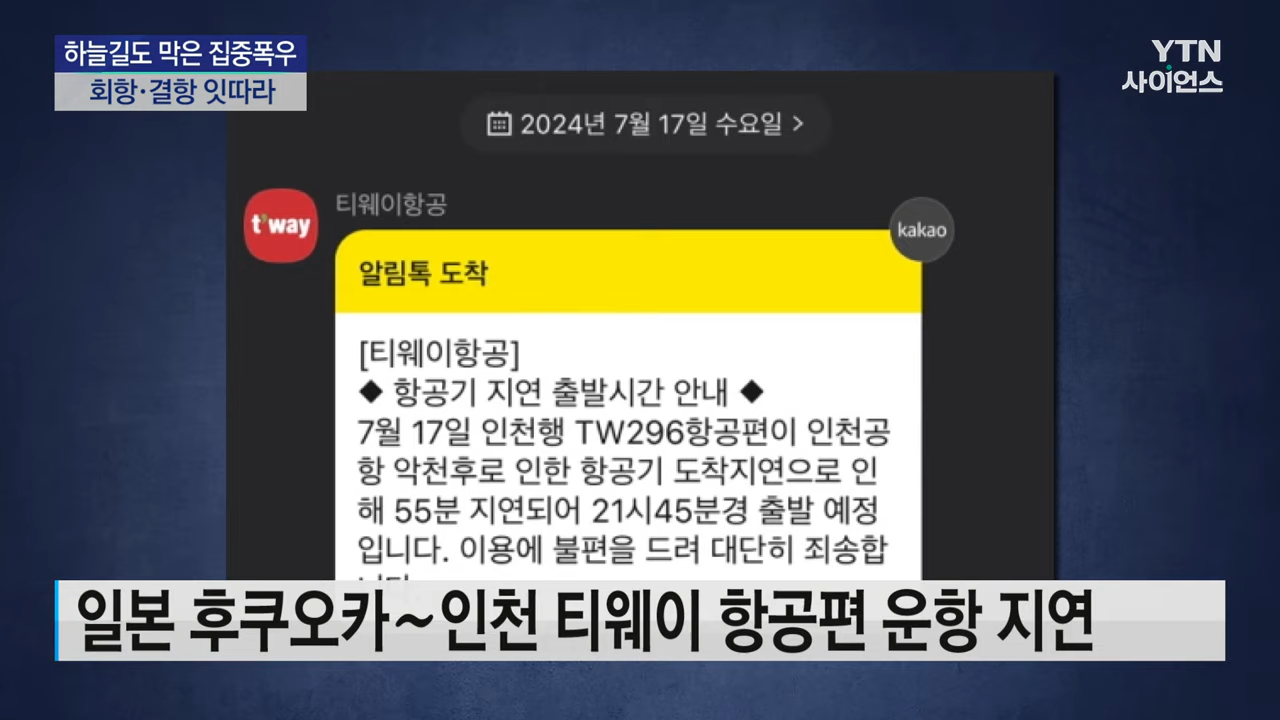 하늘길도 막은 집중폭우
회항·결항 잇따라
YTN
사이언스
2024년 7월 17일 수요일 >
t'way
티웨이항공
kakao
알림톡 도착
[티웨이항공]
◆ 항공기 지연 출발시간 안내 ◆
7월 17일 인천행 TW296항공편이 인천공
항 악천후로 인한 항공기 도착지연으로 인
해 55분 지연되어 21시45분경 출발 예정
입니다. 이용에 불편을 드려 대단히 죄송합
일본 후쿠오카~인천 티웨이 항공편 운항 지연